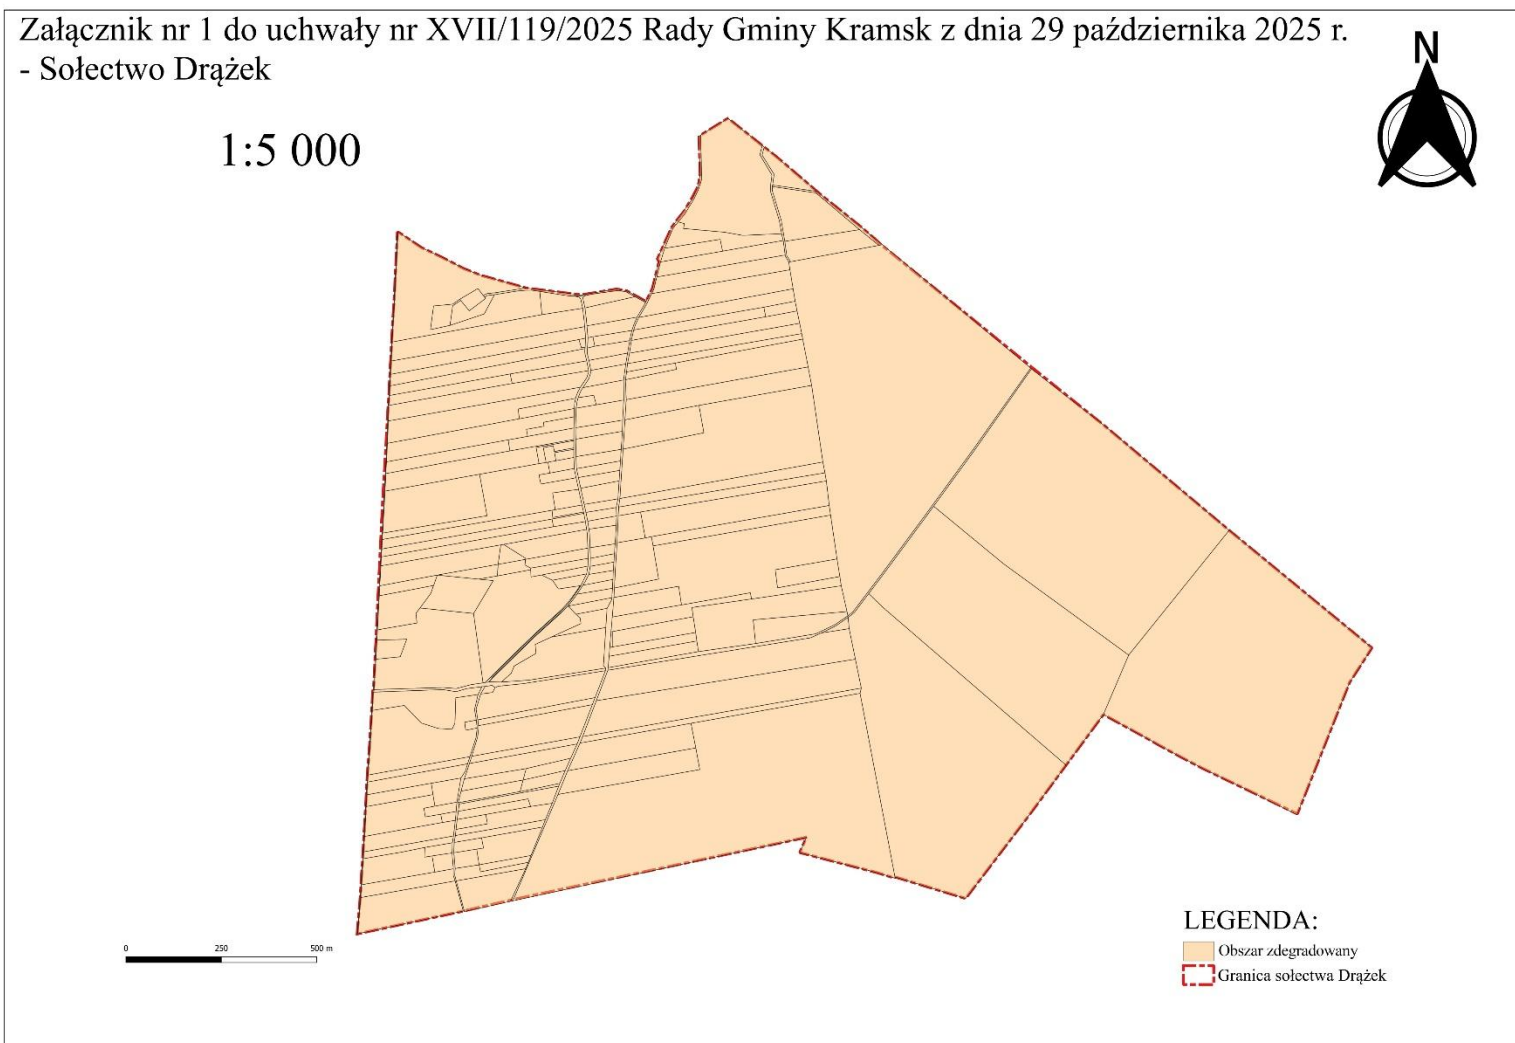 Załącznik nr 1 do uchwały nr XVII/119/2025 Rady Gminy Kramsk z dnia 29 października 2025 r.
- Sołectwo Drążek
N
1:5 000
LEGENDA:
Obszar zdegradowany
Granica sołectwa Drążek
0 250 500 m